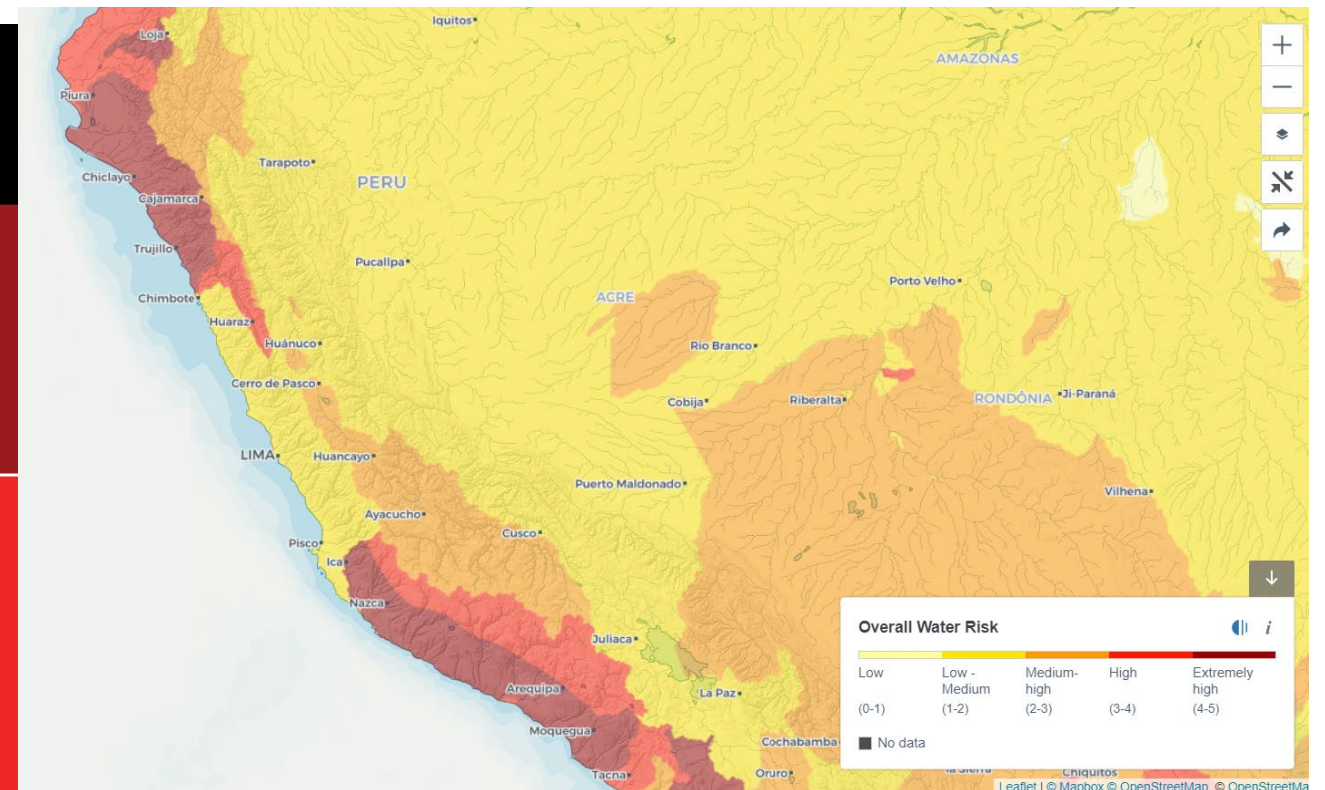 Iquitos
Loja
AMAZONAS
Piura
Tarapoto
Chiclayo
PERU
Cajamarca
Trujillo
Pucallpa
Porto Velho
Chimbote
ACRE
Huaraz
Huánuco
Rio Branco
Cerro de Pasco
Cobija
Riberalta
RONDÔNIA
Ji-Paraná
LIMA
Huancayo
Puerto Maldonado
Vilhena
Ayacucho
Cusco
Pisco
Ica
Nazca
Juliaca
Arequipa
La Paz
Moquegua
Cochabamba
Tacna
Oruro
la Sierra
Chiquitos
Overall Water Risk
i
Low Low - Medium- High Extremely
Medium high high
(0-1) (1-2) (2-3) (3-4) (4-5)
No data
Leaflet | © Mapbox © OpenStreetMap, © OpenStreetMa